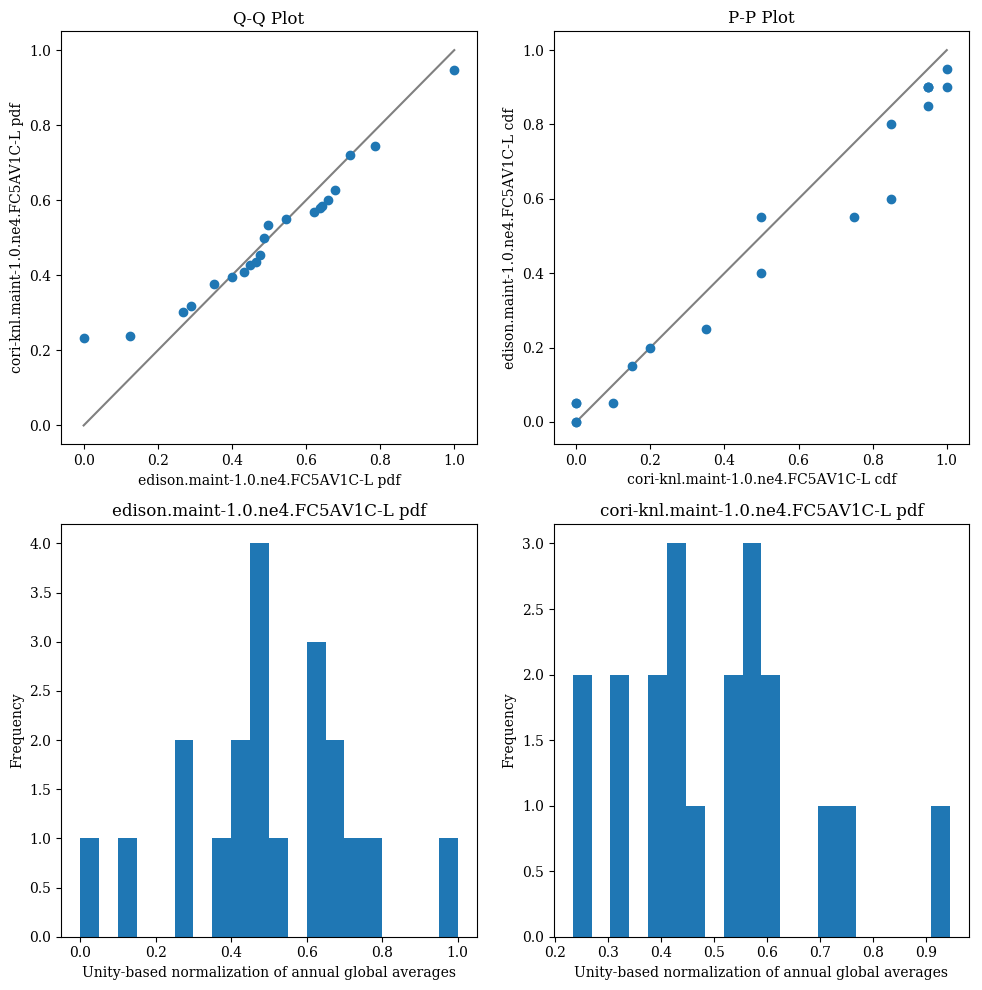 Q-Q Plot
1.0
0.8
0.6
0.4
0.2
0.0
cori-knl.maint-1.0.ne4.FC5AV1C-L pdf
0.0 0.2 0.4 0.6 0.8 1.0
edison.maint-1.0.ne4.FC5AV1C-L pdf
P-P Plot
1.0
0.8
0.6
0.4
0.2
0.0
edison.maint-1.0.ne4.FC5AV1C-L cdf
0.0 0.2 0.4 0.6 0.8 1.0
cori-knl.maint-1.0.ne4.FC5AV1C-L cdf
edison.maint-1.0.ne4.FC5AV1C-L pdf
4.0
3.5
3.0
2.5
2.0
1.5
1.0
0.5
0.0
Frequency
0.0 0.2 0.4 0.6 0.8 1.0
Unity-based normalization of annual global averages
cori-knl.maint-1.0.ne4.FC5AV1C-L pdf
3.0
2.5
2.0
1.5
1.0
0.5
0.0
Frequency
0.2 0.3 0.4 0.5 0.6 0.7 0.8 0.9
Unity-based normalization of annual global averages